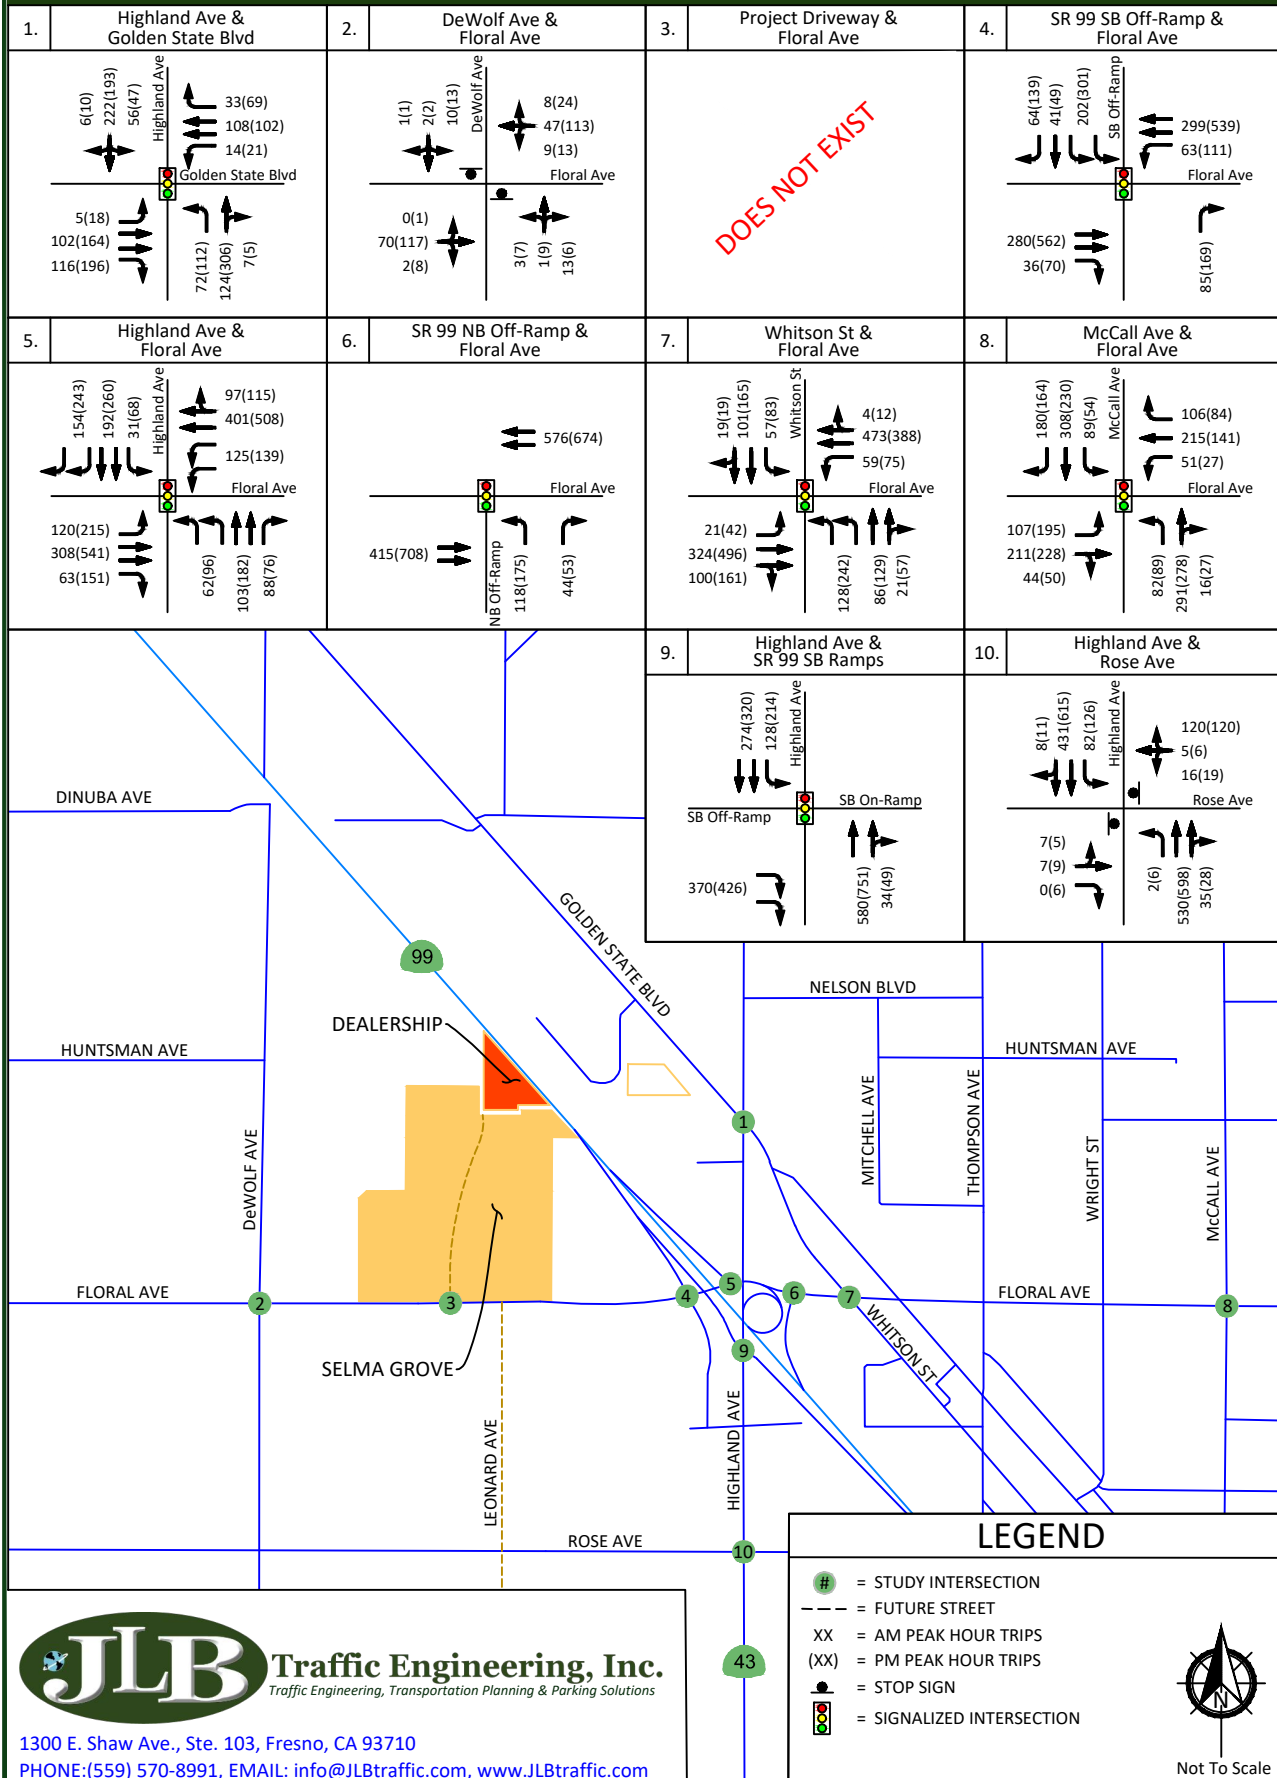 1.
Highland Ave &
Golden State Blvd
6(10)
222(193)
56(47)
Highland Ave
33(69)
108(102)
14(21)
Golden State Blvd
5(18)
102(164)
116(196)
72(112)
124(306)
7(5)
2.
DeWolf Ave &
Floral Ave
1(1)
2(2)
10(13)
DeWolf Ave
8(24)
47(113)
9(13)
Floral Ave
0(1)
70(117)
2(8)
3(7)
1(9)
13(6)
3.
Project Driveway &
Floral Ave
DOES NOT EXIST
4.
SR 99 SB Off-Ramp &
Floral Ave
64(139)
41(49)
202(301)
SB Off-Ramp
299(539)
63(111)
Floral Ave
280(562)
36(70)
85(169)
5.
Highland Ave &
Floral Ave
154(243)
192(260)
31(68)
Highland Ave
97(115)
401(508)
125(139)
Floral Ave
120(215)
308(541)
63(151)
62(96)
103(182)
88(76)
6.
SR 99 NB Off-Ramp &
Floral Ave
576(674)
Floral Ave
415(708)
NB Off-Ramp
118(175)
44(53)
7.
Whitson St &
Floral Ave
19(19)
101(165)
57(83)
Whitson St
4(12)
473(388)
59(75)
Floral Ave
21(42)
324(496)
100(161)
128(242)
86(129)
21(57)
8.
McCall Ave &
Floral Ave
180(164)
308(230)
89(54)
McCall Ave
106(84)
215(141)
51(27)
Floral Ave
107(195)
211(228)
44(50)
82(89)
291(278)
16(27)
9.
Highland Ave &
SR 99 SB Ramps
274(320)
128(214)
Highland Ave
SB On-Ramp
SB Off-Ramp
370(426)
580(751)
34(49)
10.
Highland Ave &
Rose Ave
8(11)
431(615)
82(126)
Highland Ave
120(120)
5(6)
16(19)
Rose Ave
7(5)
7(9)
0(6)
2(6)
530(598)
35(28)
DINUBA AVE
99
GOLDEN STATE BLVD
NELSON BLVD
DEALERSHIP
HUNTSMAN AVE
HUNTSMAN AVE
MITCHELL AVE
THOMPSON AVE
WRIGHT ST
McCALL AVE
DeWOLF AVE
1
FLORAL AVE
2
3
4
5
6
7
FLORAL AVE
8
WHITSON ST
9
SELMA GROVE
HIGHLAND AVE
LEONARD AVE
ROSE AVE
10
43
LEGEND
# = STUDY INTERSECTION
= FUTURE STREET
XX = AM PEAK HOUR TRIPS
(XX) = PM PEAK HOUR TRIPS
= STOP SIGN
= SIGNALIZED INTERSECTION
N
Not To Scale
JLB
Traffic Engineering, Inc.
Traffic Engineering, Transportation Planning & Parking Solutions
1300 E. Shaw Ave., Ste. 103, Fresno, CA 93710
PHONE:(559) 570-8991, EMAIL: info@JLBtraffic.com, www.JLBtraffic.com